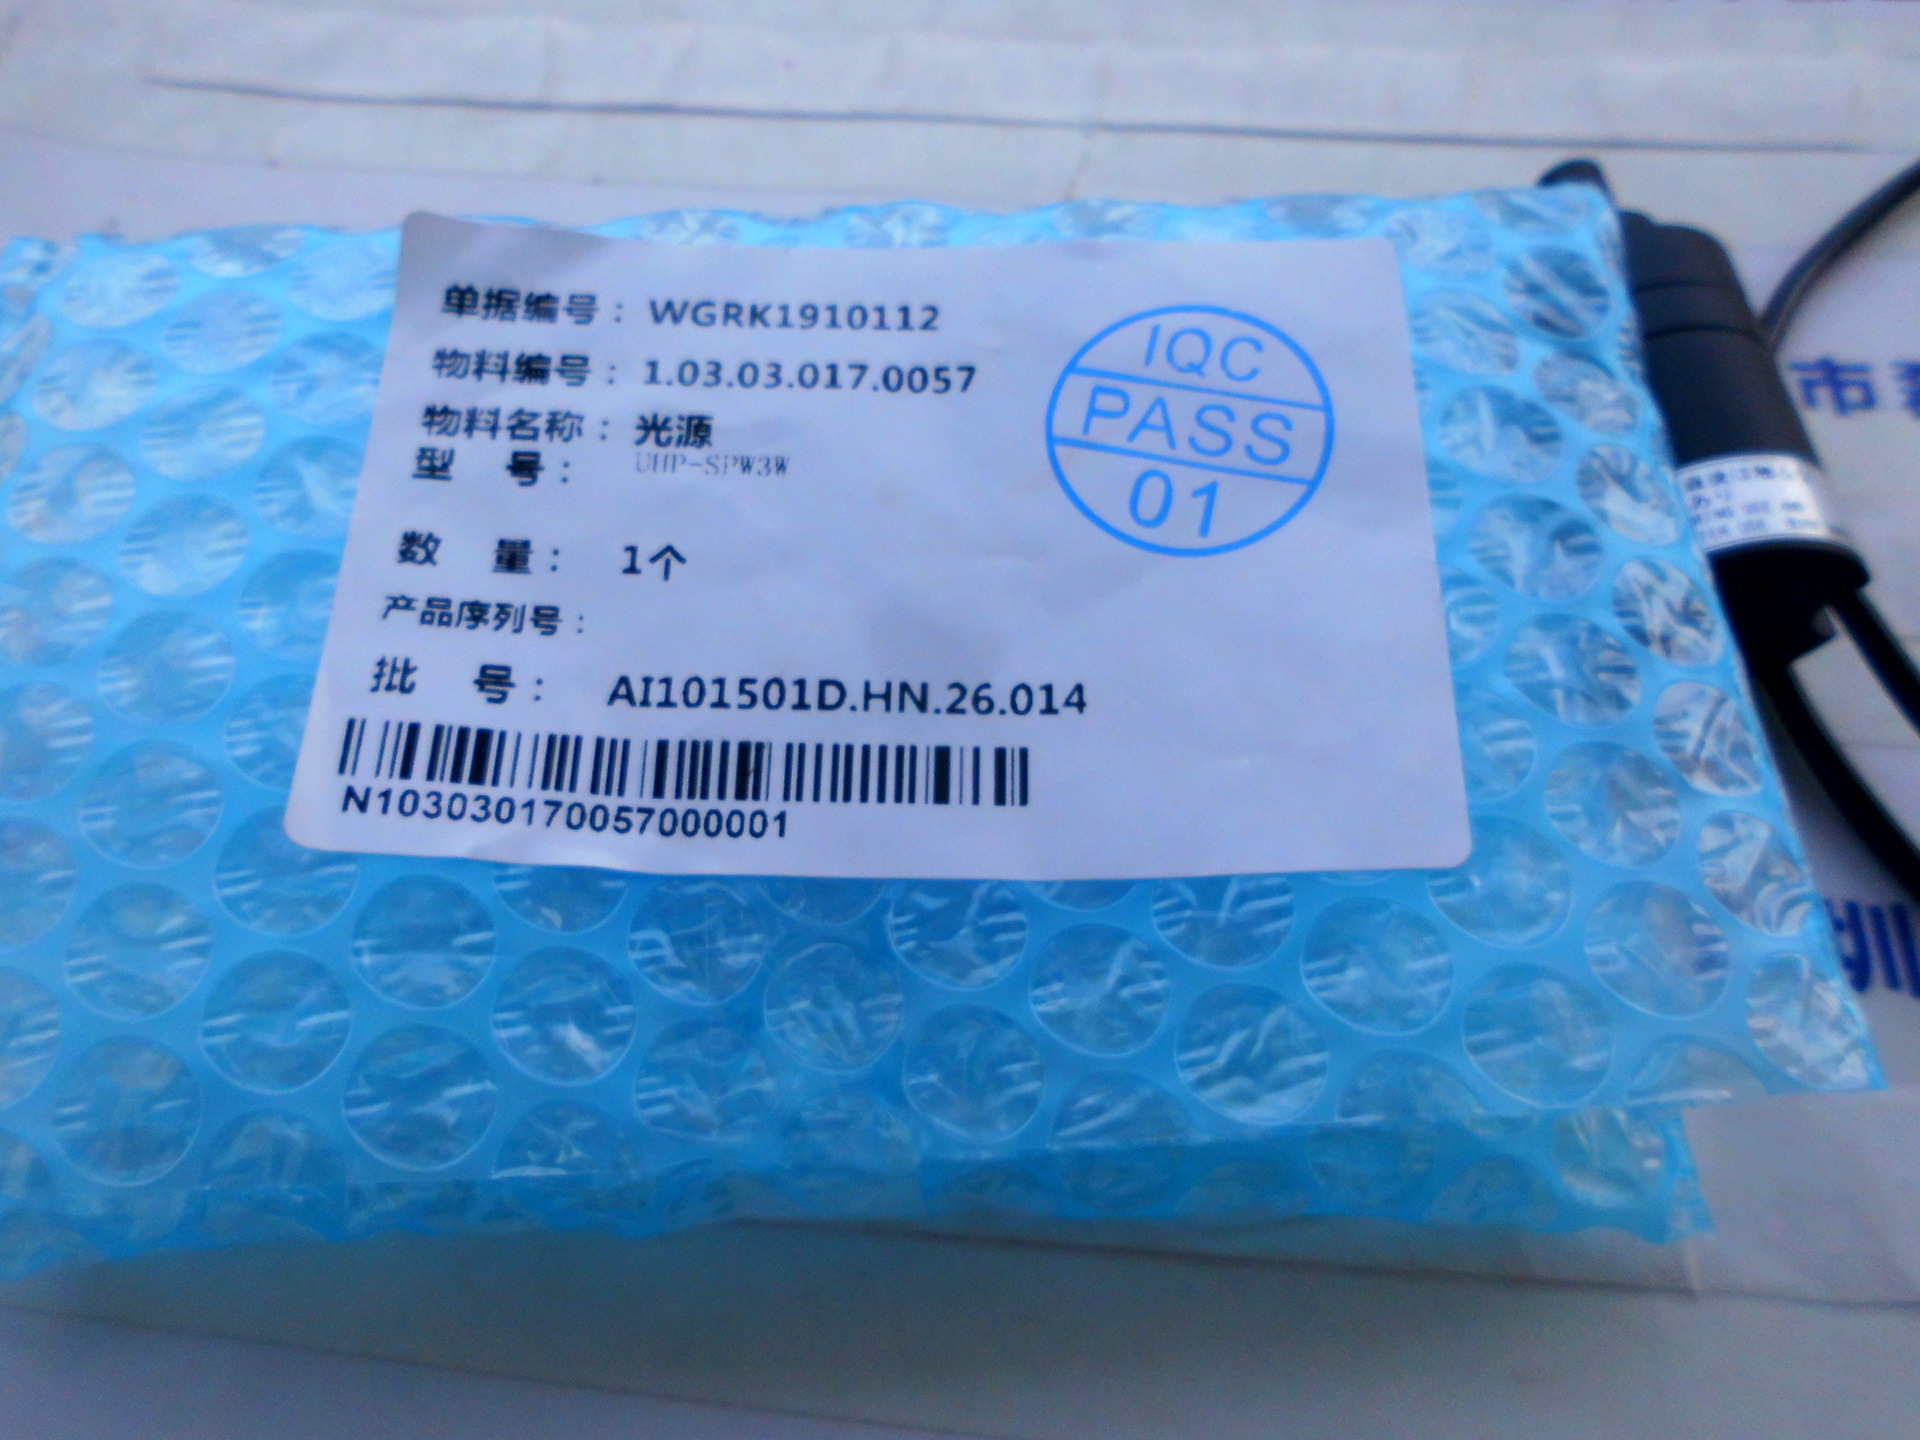 单据编号：WGRK1910112
物料编号：1.03.03.017.0057
物料名称：光源
型 号：UHP-SPW3W
数 量：1个
产品序列号：
批 号：AI101501D.HN.26.014
N103030170057000001
IQC
PASS
01
市
圳